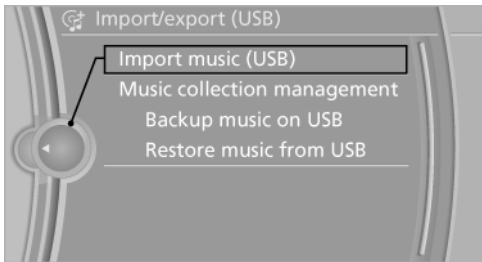 Import/export (USB)
Import music (USB)
Music collection management
Backup music on USB
Restore music from USB